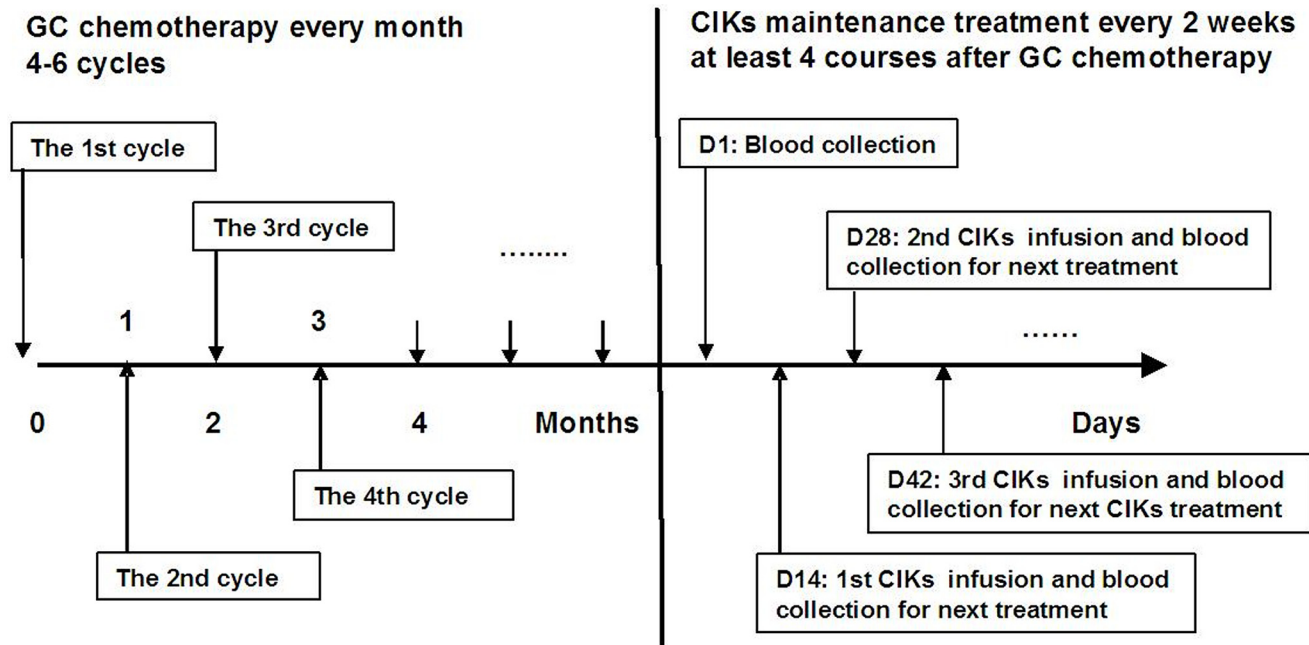 GC chemotherapy every month
4-6 cycles
CIKs maintenance treatment every 2 weeks
at least 4 courses after GC chemotherapy
The 1st cycle
D1: Blood collection
The 3rd cycle
D28: 2nd CIKs infusion and blood
collection for next treatment
.........
1
3
......
0
2
4
Months
Days
The 4th cycle
D42: 3rd CIKs infusion and blood
collection for next CIKs treatment
The 2nd cycle
D14: 1st CIKs infusion and blood
collection for next treatment